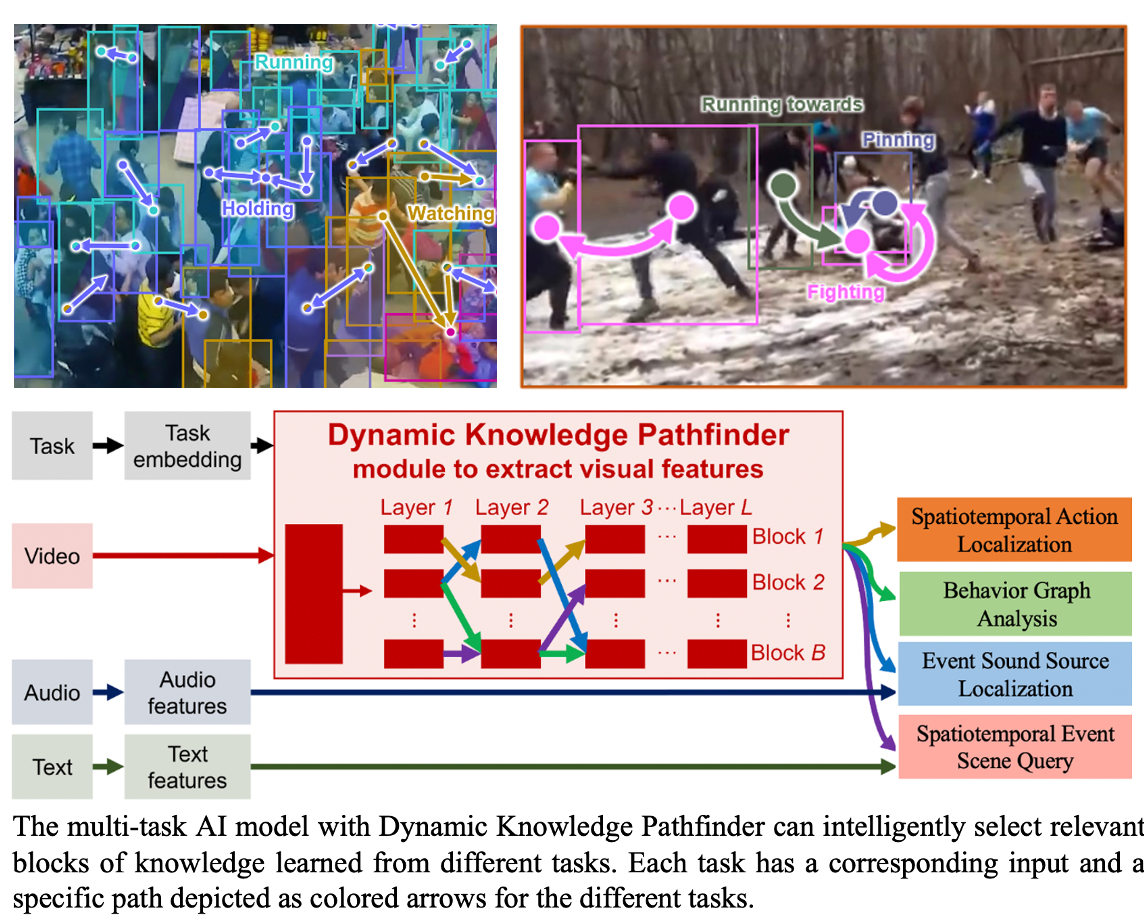 Running
Holding
Watching
Running towards
Pinning
Fighting
Task
Task
embedding
Dynamic Knowledge Pathfinder
module to extract visual features
Layer 1 Layer 2 Layer 3 ··· Layer L
Block 1
Block 2
Block B
Video
Audio
Audio
features
Text
Text
features
Spatiotemporal Action
Localization
Behavior Graph
Analysis
Event Sound Source
Localization
Spatiotemporal Event
Scene Query
The multi-task AI model with Dynamic Knowledge Pathfinder can intelligently select relevant
blocks of knowledge learned from different tasks. Each task has a corresponding input and a
specific path depicted as colored arrows for the different tasks.